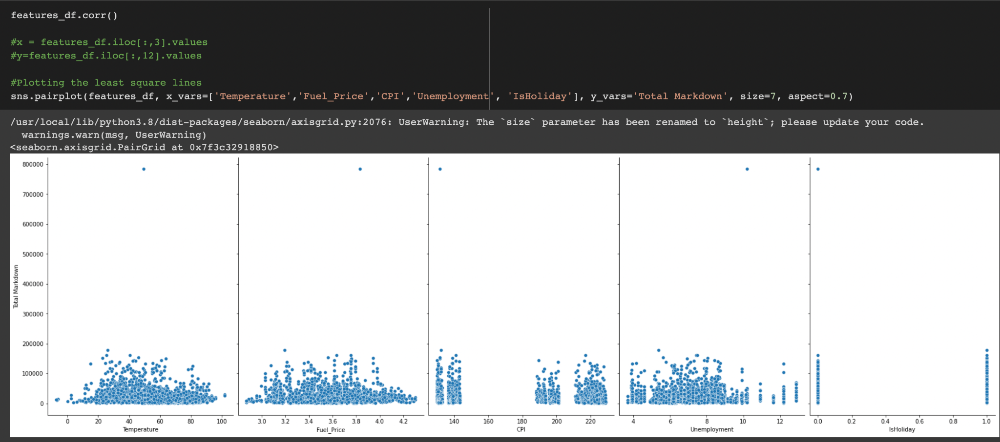 features_df.corr()
#x = features_df.iloc[:,3].values
#y=features_df.iloc[:,12].values
#Plotting the least square lines
sns.pairplot(features_df, x_vars=['Temperature','Fuel_Price','CPI','Unemployment', 'IsHoliday'], y_vars='Total Markdown', size=7, aspect=0.7)
/usr/local/lib/python3.8/dist-packages/seaborn/axisgrid.py:2076: UserWarning: The `size` parameter has been renamed to `height`; please update your code.
warnings.warn(msg, UserWarning)
<seaborn.axisgrid.PairGrid at 0x7f3c32918850>
800000
700000
600000
500000
400000
300000
200000
100000
0
Total Markdown
0 20 40 60 80 100
Temperature
3.0 3.2 3.4 3.6 3.8 4.0 4.2
Fuel_Price
140 160 180 200 220
CPI
4 6 8 10 12
Unemployment
0.0 0.2 0.4 0.6 0.8 1.0
IsHoliday